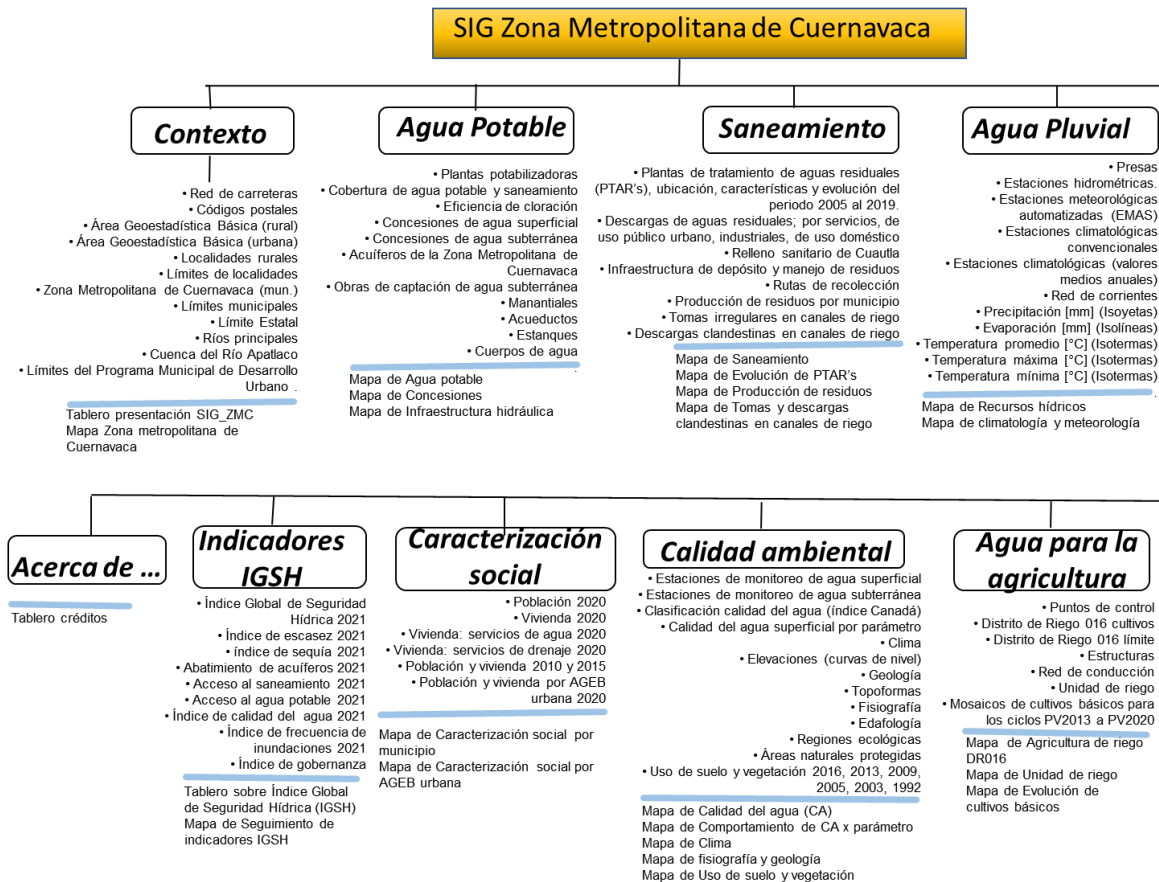 SIG Zona Metropolitana de Cuernavaca
Contexto
• Red de carreteras
• Códigos postales
• Área Geoestadística Básica (rural)
• Área Geoestadística Básica (urbana)
• Localidades rurales
• Límites de localidades
• Zona Metropolitana de Cuernavaca (mun.)
• Límites municipales
• Límite Estatal
• Ríos principales
• Cuenca del Río Apatlaco
• Límites del Programa Municipal de Desarrollo
Urbano .
Tablero presentación SIG_ZMC
Mapa Zona metropolitana de
Cuernavaca
Agua Potable
• Plantas potabilizadoras
• Cobertura de agua potable y saneamiento
• Eficiencia de cloración
• Concesiones de agua superficial
• Concesiones de agua subterránea
• Acuíferos de la Zona Metropolitana de
Cuernavaca
• Obras de captación de agua subterránea
• Manantiales
• Acueductos
• Estanques
• Cuerpos de agua
.
Mapa de Agua potable
Mapa de Concesiones
Mapa de Infraestructura hidráulica
Saneamiento
• Plantas de tratamiento de aguas residuales
(PTAR's), ubicación, características y evolución del
periodo 2005 al 2019.
• Descargas de aguas residuales; por servicios, de
uso público urbano, industriales, de uso doméstico
• Relleno sanitario de Cuautla
• Infraestructura de depósito y manejo de residuos
• Rutas de recolección
• Producción de residuos por municipio
• Tomas irregulares en canales de riego
• Descargas clandestinas en canales de riego
Mapa de Saneamiento
Mapa de Evolución de PTAR's
Mapa de Producción de residuos
Mapa de Tomas y descargas
clandestinas en canales de riego
Agua Pluvial
• Presas
• Estaciones hidrométricas.
• Estaciones meteorológicas
automatizadas (EMAS)
• Estaciones climatológicas
convencionales
• Estaciones climatológicas (valores
medios anuales)
• Red de corrientes
• Precipitación [mm] (Isoyetas)
• Evaporación [mm] (Isolíneas)
• Temperatura promedio [°C] (Isotermas)
• Temperatura máxima [°C] (Isotermas)
• Temperatura mínima [°C] (Isotermas)
.
Mapa de Recursos hídricos
Mapa de climatología y meteorología
Acerca de ...
Tablero créditos
Indicadores
IGSH
• Índice Global de Seguridad
Hídrica 2021
• Índice de escasez 2021
• índice de sequía 2021
• Abatimiento de acuíferos 2021
• Acceso al saneamiento 2021
• Acceso al agua potable 2021
• Índice de calidad del agua 2021
• Índice de frecuencia de
inundaciones 2021
• Índice de gobernanza
Tablero sobre Índice Global
de Seguridad Hídrica (IGSH)
Mapa de Seguimiento de
indicadores IGSH
Caracterización
social
• Población 2020
• Vivienda 2020
• Vivienda: servicios de agua 2020
• Vivienda: servicios de drenaje 2020
• Población y vivienda 2010 y 2015
• Población y vivienda por AGEB
urbana 2020
Mapa de Caracterización social por
municipio
Mapa de Caracterización social por
AGEB urbana
Calidad ambiental
• Estaciones de monitoreo de agua superficial
• Estaciones de monitoreo de agua subterránea
• Clasificación calidad del agua (índice Canadá)
• Calidad del agua superficial por parámetro
• Clima
• Elevaciones (curvas de nivel)
• Geología
• Topoformas
• Fisiografía
• Edafología
• Regiones ecológicas
• Áreas naturales protegidas
• Uso de suelo y vegetación 2016, 2013, 2009,
2005, 2003, 1992
Mapa de Calidad del agua (CA)
Mapa de Comportamiento de CA x parámetro
Mapa de Clima
Mapa de fisiografía y geología
Mapa de Uso de suelo y vegetación
Agua para la
agricultura
• Puntos de control
• Distrito de Riego 016 cultivos
• Distrito de Riego 016 límite
• Estructuras
• Red de conducción
• Unidad de riego
• Mosaicos de cultivos básicos para
los ciclos PV2013 a PV2020
Mapa de Agricultura de riego
DR016
Mapa de Unidad de riego
Mapa de Evolución de
cultivos básicos